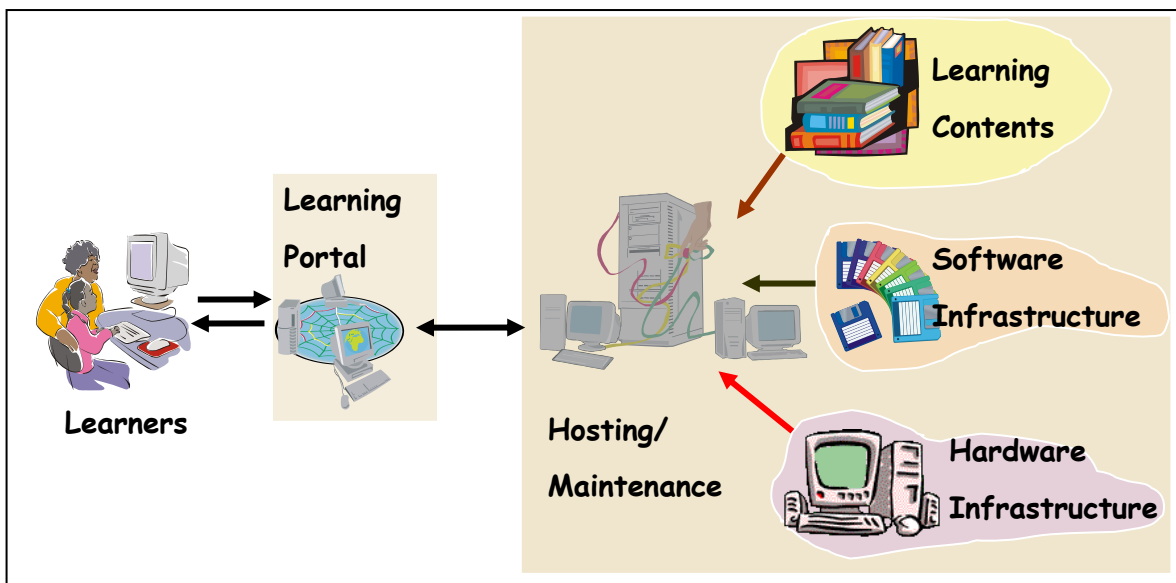 Learners
Learning
Portal
Hosting/
Maintenance
Learning
Contents
Software
Infrastructure
Hardware
Infrastructure